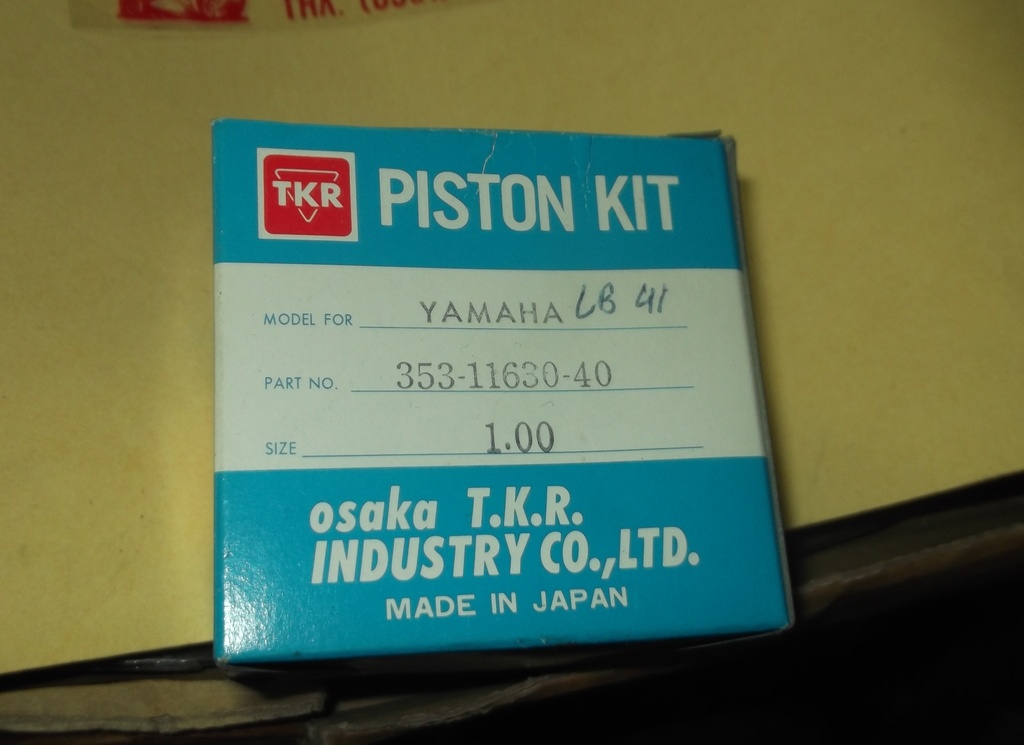 TKR PISTON KIT
MODEL FOR YAMAHA LB 41
PART NO. 353-11630-40
SIZE 1.00
osaka T.K.R.
INDUSTRY CO.,LTD.
MADE IN JAPAN